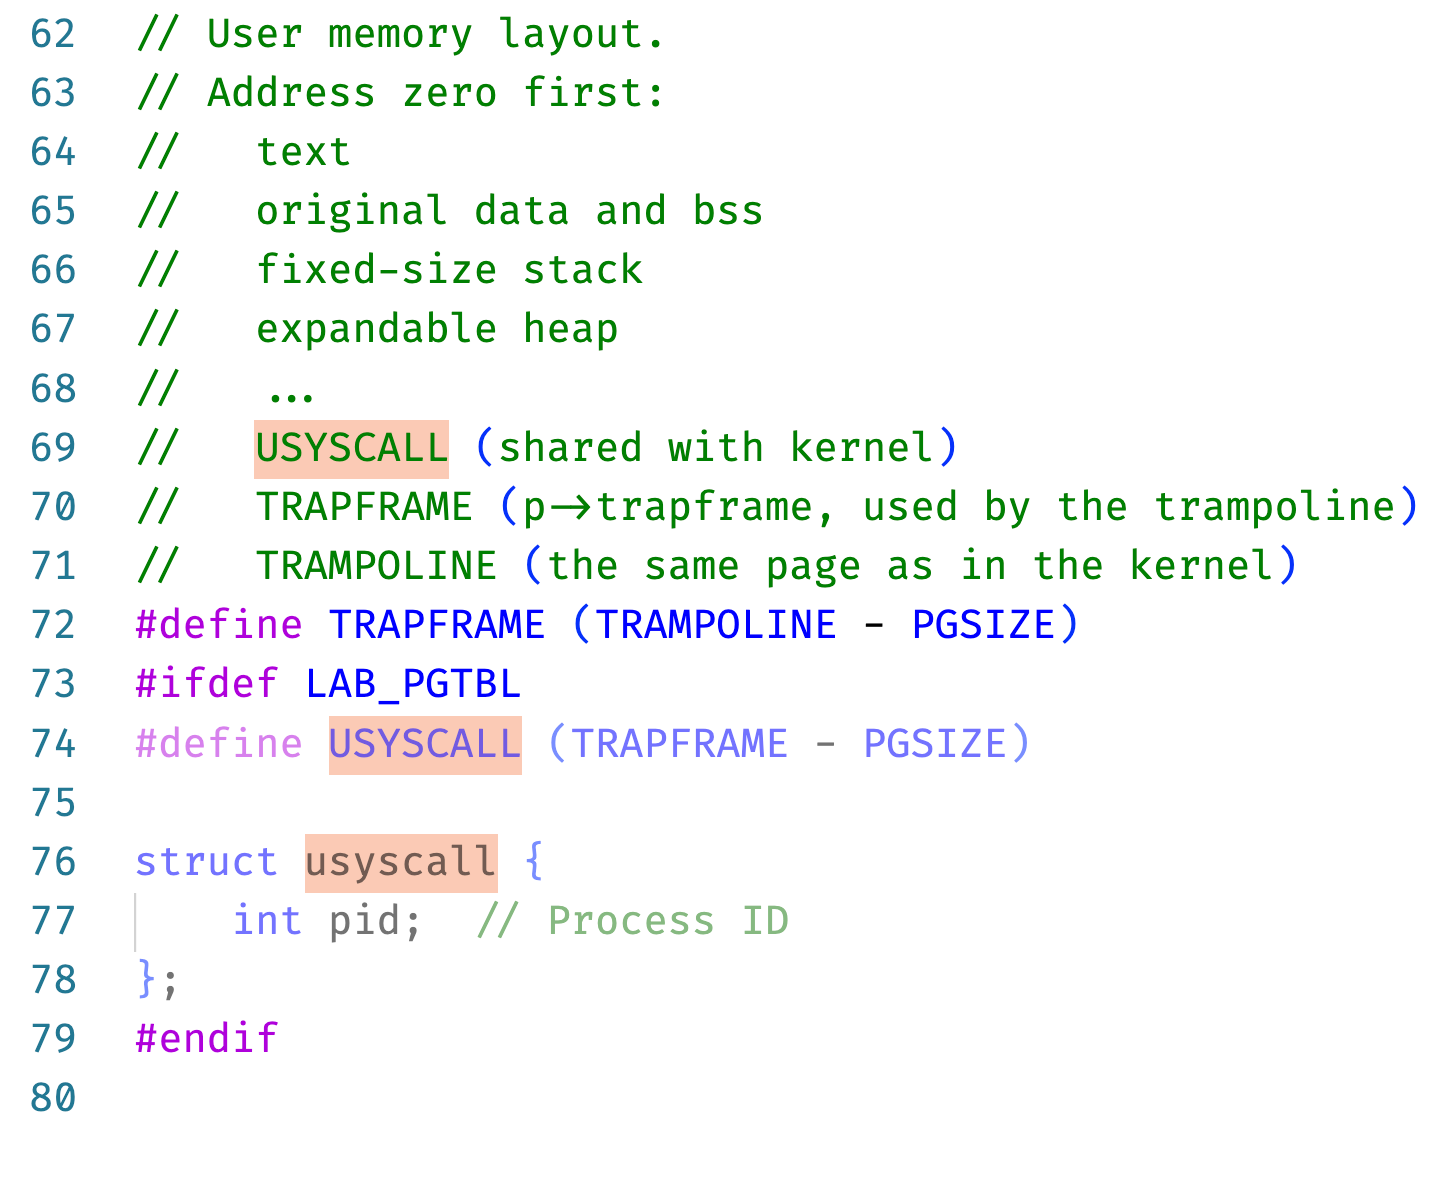 62 // User memory layout.
63 // Address zero first:
64 //   text
65 //   original data and bss
66 //   fixed-size stack
67 //   expandable heap
68 //   ...
69 //   USYSCALL (shared with kernel)
70 //   TRAPFRAME (p->trapframe, used by the trampoline)
71 //   TRAMPOLINE (the same page as in the kernel)
72 #define TRAPFRAME (TRAMPOLINE - PGSIZE)
73 #ifdef LAB_PGTBL
74 #define USYSCALL (TRAPFRAME - PGSIZE)
75
76 struct usyscall {
77     int pid;  // Process ID
78 };
79 #endif
80